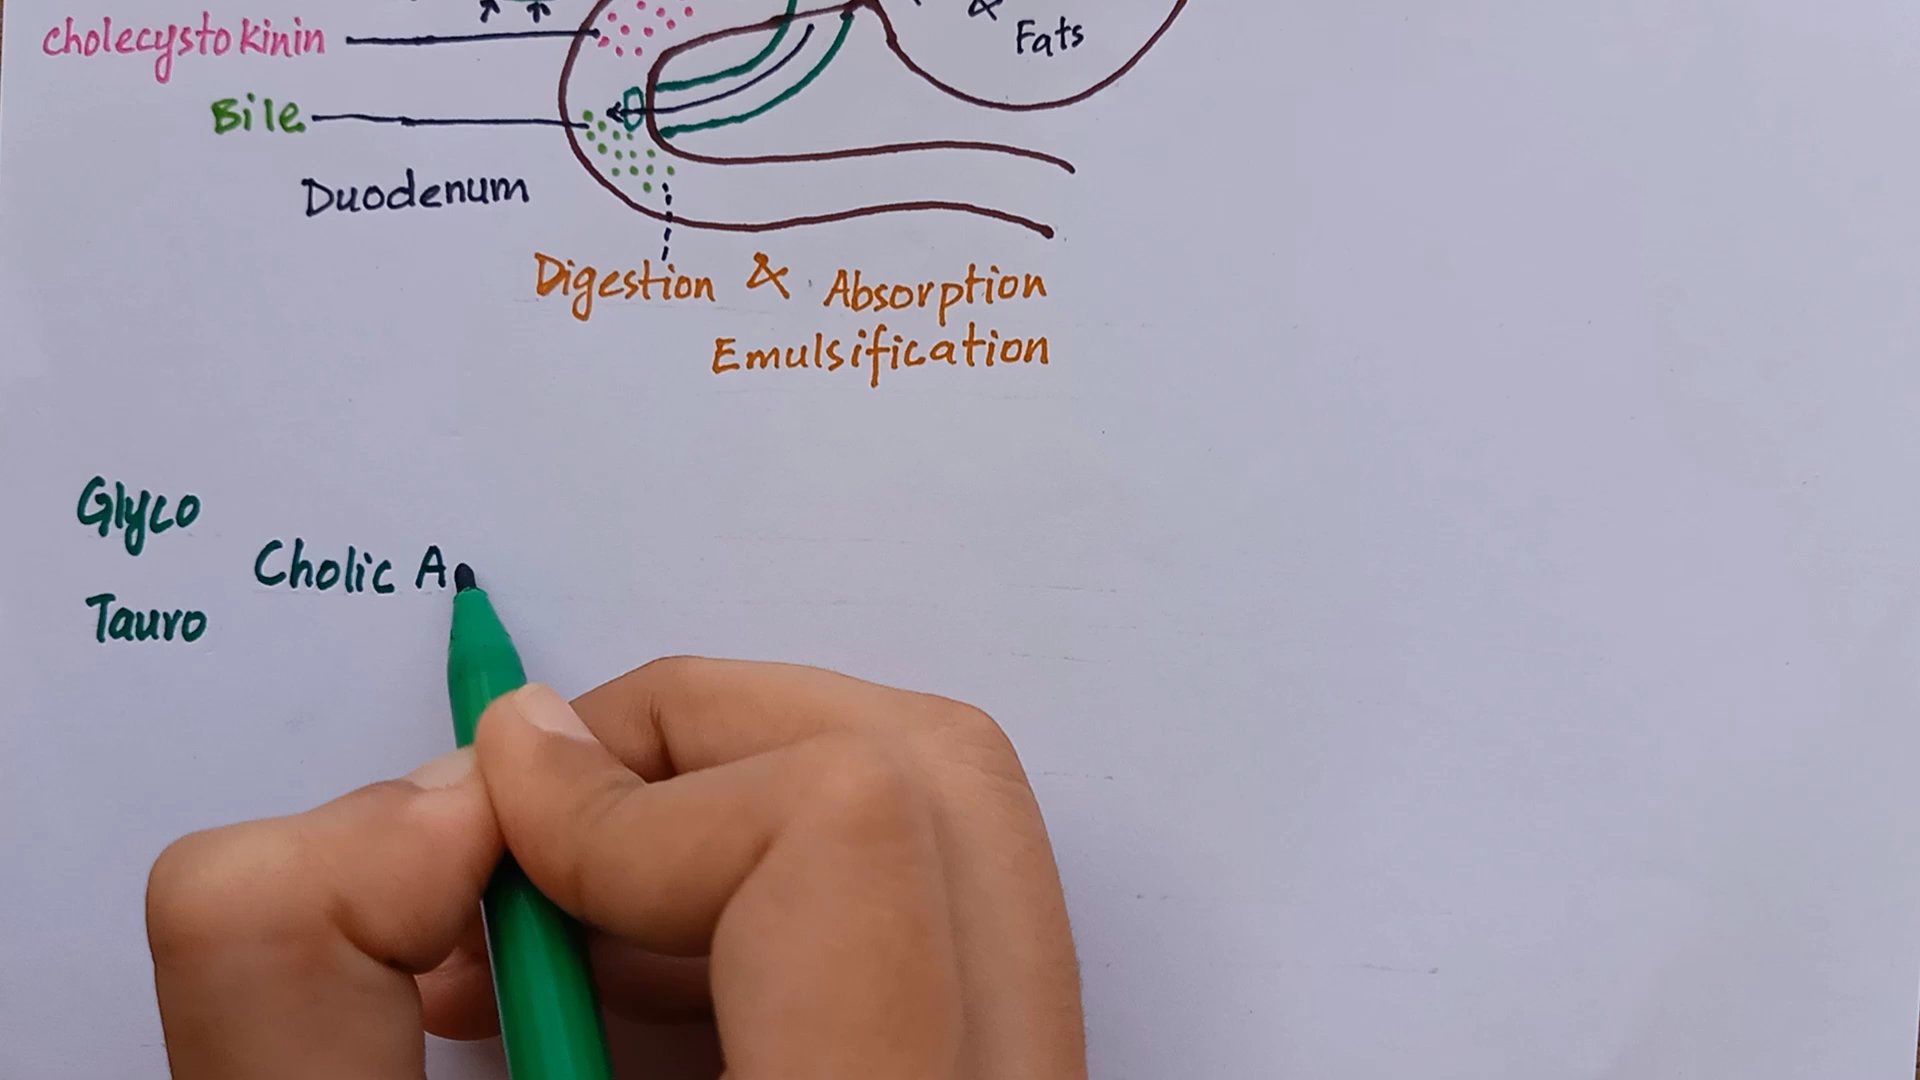 &
Fats
cholecystokinin
Bile
Duodenum
Digestion & Absorption
Emulsification
Glyco
Cholic A
Tauro